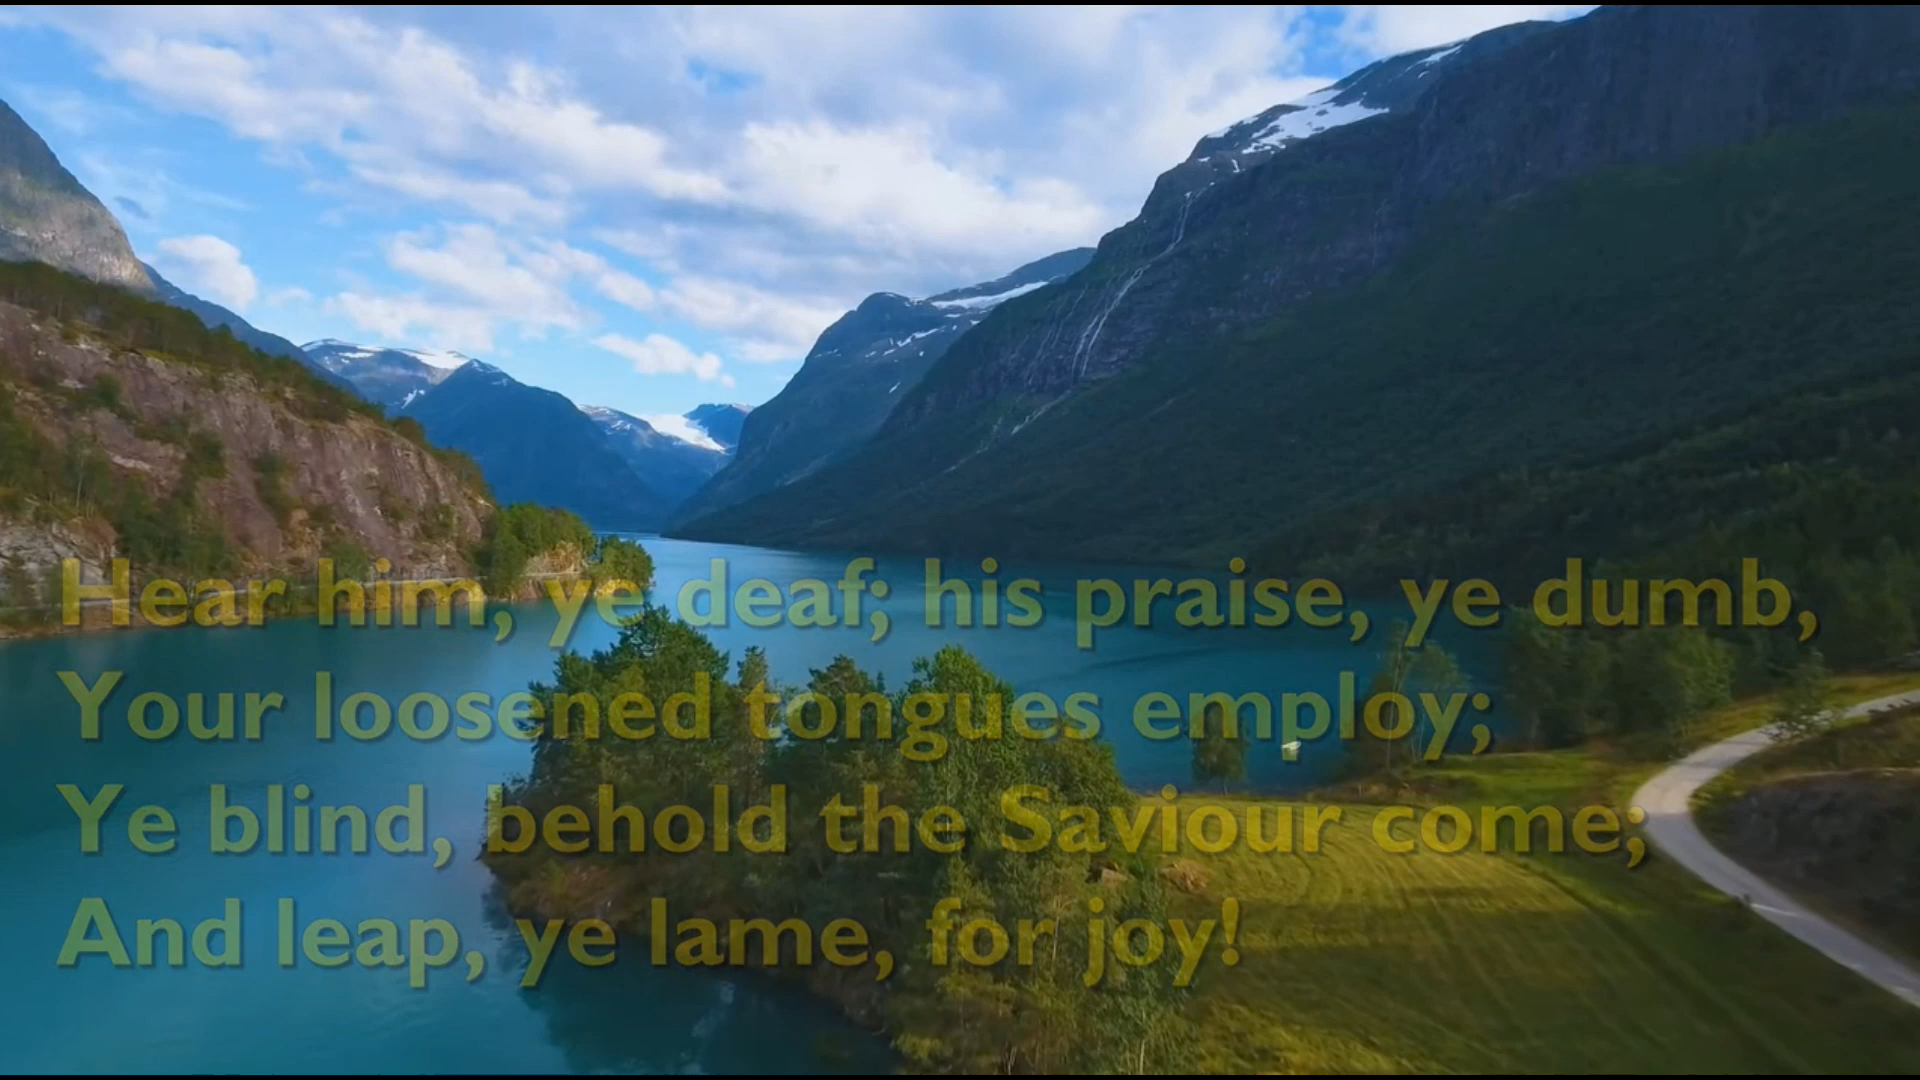 Hear him, ye deaf; his praise, ye dumb,
Your loosened tongues employ;
Ye blind, behold the Saviour come;
And leap, ye lame, for joy!